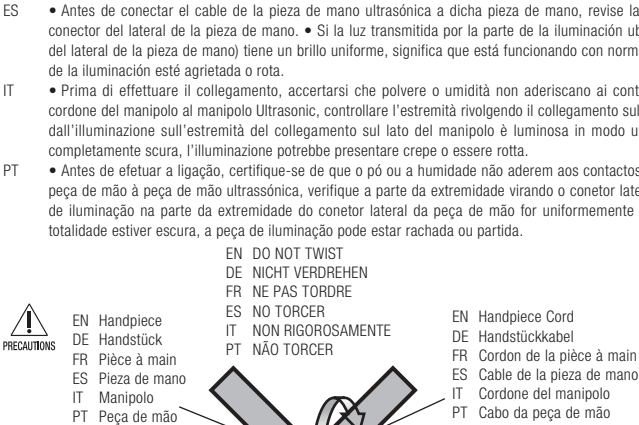 ES • Antes de conectar el cable de la pieza de mano ultrasónica a dicha pieza de mano, revise la
conector del lateral de la pieza de mano. • Si la luz transmitida por la parte de la iluminación
del lateral de la pieza de mano) tiene un brillo uniforme, significa que está funcionando con
de la iluminación esté agrietada o rota.
IT • Prima di effettuare il collegamento, accertarsi che polvere o umidità non aderiscano ai
cordone del manipolo al manipolo Ultrasonic, controllare l'estremità rivolgendo il collegamento
dall'illuminazione sull'estremità del collegamento sul lato del manipolo è luminosa in modo
completamente scura, l'illuminazione potrebbe presentare crepe o essere rotta.
PT • Antes de efetuar a ligação, certifique-se de que o pó ou a humidade não aderem aos contactos
peça de mão à peça de mão ultrassónica, verifique a parte da extremidade virando o conetor
de iluminação na parte da extremidade do conetor lateral da peça de mão for uniformemente
totalidade estiver escura, a peça de iluminação pode estar rachada ou partida.
EN DO NOT TWIST
DE NICHT VERDREHEN
FR NE PAS TORDRE
ES NO TORCER
IT NON RIGOROSAMENTE
PT NÃO TORCER
PRECAUTIONS
EN Handpiece
DE Handstück
FR Pièce à main
ES Pieza de mano
IT Manipolo
PT Peça de mão
EN Handpiece Cord
DE Handstückkabel
FR Cordon de la pièce à main
ES Cable de la pieza de mano
IT Cordone del manipolo
PT Cabo da peça de mão